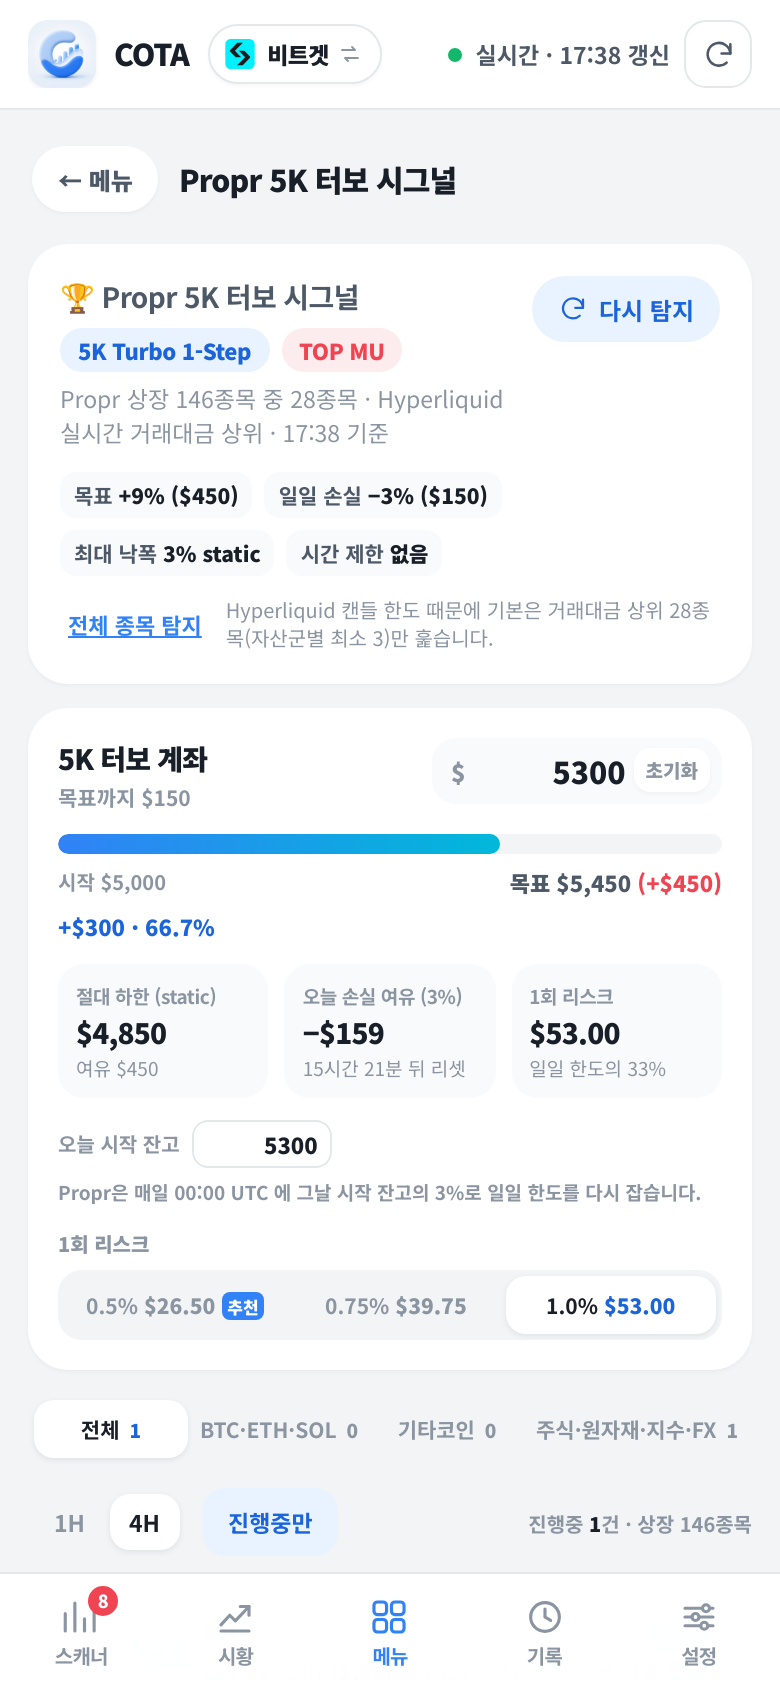 COTA 비트겟 실시간 · 17:38 갱신
← 메뉴 Propr 5K 터보 시그널
🏆 Propr 5K 터보 시그널
다시 탐지
5K Turbo 1-Step TOP MU
Propr 상장 146종목 중 28종목 · Hyperliquid
실시간 거래대금 상위 · 17:38 기준
목표 +9% ($450) 일일 손실 −3% ($150)
최대 낙폭 3% static 시간 제한 없음
전체 종목 탐지
Hyperliquid 캔들 한도 때문에 기본은 거래대금 상위 28종
목(자산군별 최소 3)만 훑습니다.
5K 터보 계좌
목표까지 $150
$ 5300 초기화
시작 $5,000 목표 $5,450 (+$450)
+$300 · 66.7%
절대 하한 (static)
$4,850
여유 $450
오늘 손실 여유 (3%)
−$159
15시간 21분 뒤 리셋
1회 리스크
$53.00
일일 한도의 33%
오늘 시작 잔고 5300
Propr은 매일 00:00 UTC 에 그날 시작 잔고의 3%로 일일 한도를 다시 잡습니다.
1회 리스크
0.5% $26.50 추천 0.75% $39.75 1.0% $53.00
전체 1 BTC·ETH·SOL 0 기타코인 0 주식·원자재·지수·FX 1
1H 4H 진행중만 진행중 1건 · 상장 146종목
8
스캐너 시황 메뉴 기록 설정